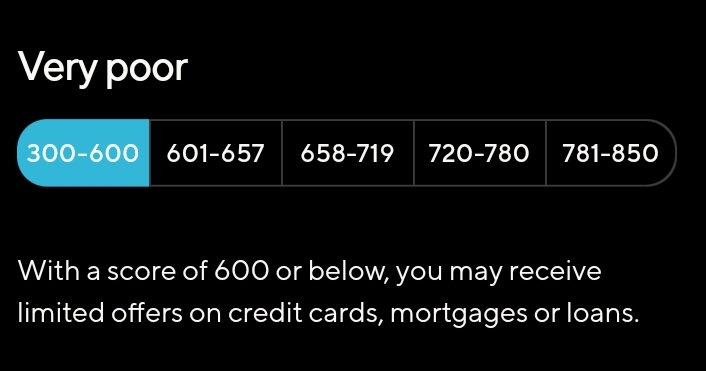 Very poor
300-600 601-657 658-719 720-780 781-850
With a score of 600 or below, you may receive
limited offers on credit cards, mortgages or loans.